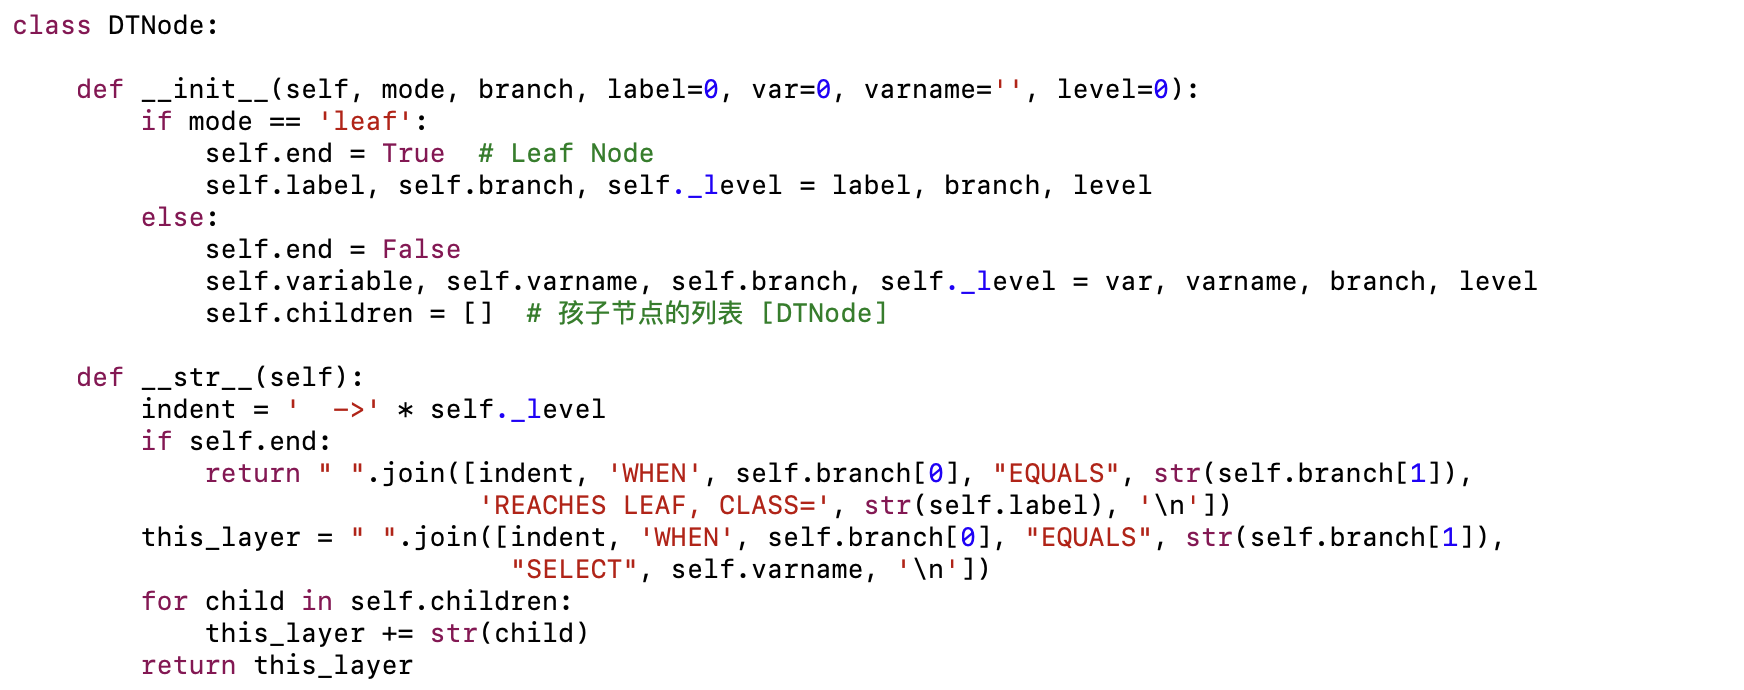 class DTNode:

    def __init__(self, mode, branch, label=0, var=0, varname='', level=0):
        if mode == 'leaf':
            self.end = True  # Leaf Node
            self.label, self.branch, self._level = label, branch, level
        else:
            self.end = False
            self.variable, self.varname, self.branch, self._level = var, varname, branch, level
            self.children = []  # 孩子节点的列表 [DTNode]

    def __str__(self):
        indent = '  ->' * self._level
        if self.end:
            return " ".join([indent, 'WHEN', self.branch[0], "EQUALS", str(self.branch[1]),
                             'REACHES LEAF, CLASS=', str(self.label), '\n'])
        this_layer = " ".join([indent, 'WHEN', self.branch[0], "EQUALS", str(self.branch[1]),
                               "SELECT", self.varname, '\n'])
        for child in self.children:
            this_layer += str(child)
        return this_layer